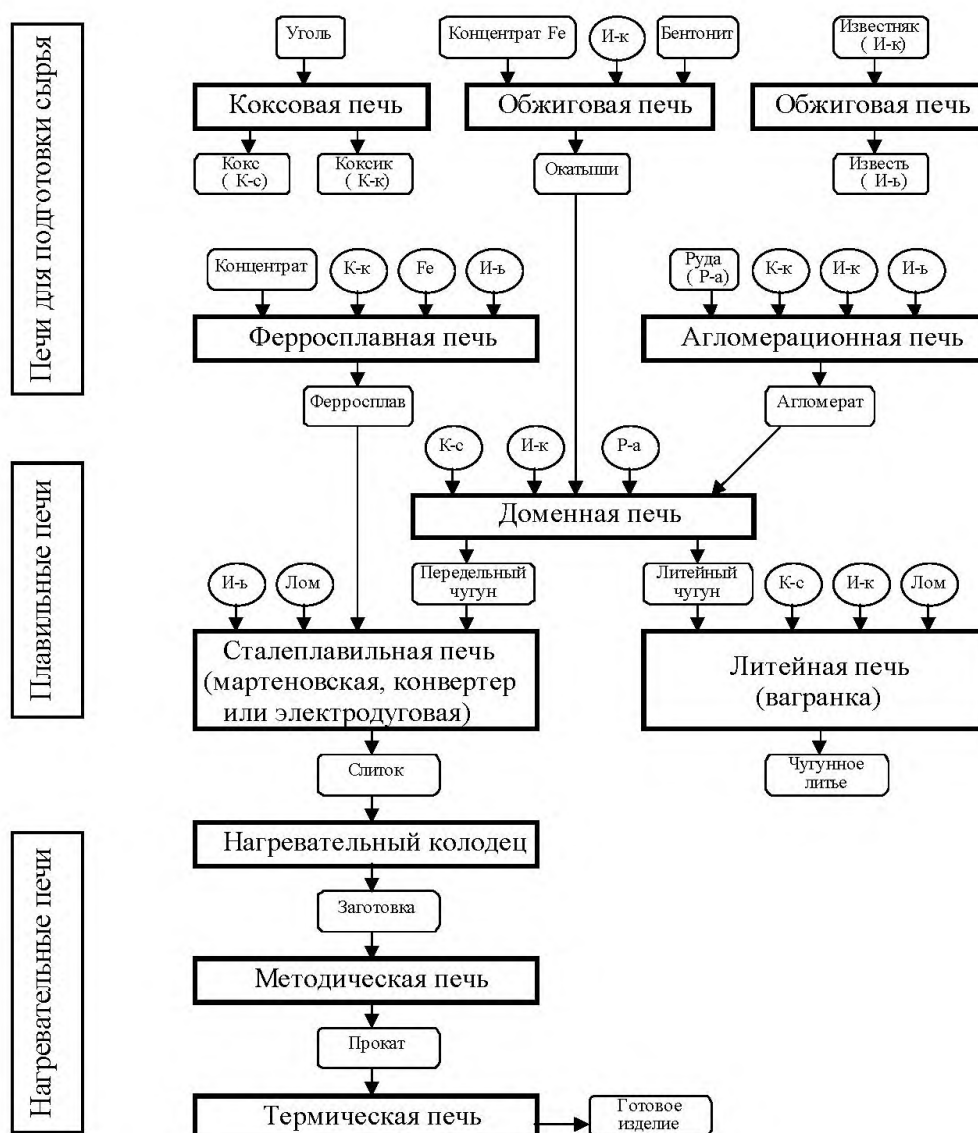 Печи для подготовки сырья
Уголь
Концентрат Fe
И-к
Бентонит
Известняк
( И-к)
Коксовая печь
Обжиговая печь
Обжиговая печь
Кокс
( К-с)
Коксик
( К-к)
Окатыши
Известь
( И-ь)
Концентрат
К-к
Fe
И-ь
Руда
( Р-а)
К-к
И-к
И-ь
Ферросплавная печь
Агломерационная печь
Ферросплав
Агломерат
Плавильные печи
К-с
И-к
Р-а
Доменная печь
И-ь
Лом
Передельный
чугун
Литейный
чугун
К-с
И-к
Лом
Сталеплавильная печь
(мартеновская, конвертер
или электродуговая)
Литейная печь
(вагранка)
Слиток
Чугунное
литье
Нагревательные печи
Нагревательный колодец
Заготовка
Методическая печь
Прокат
Термическая печь
Готовое
изделие